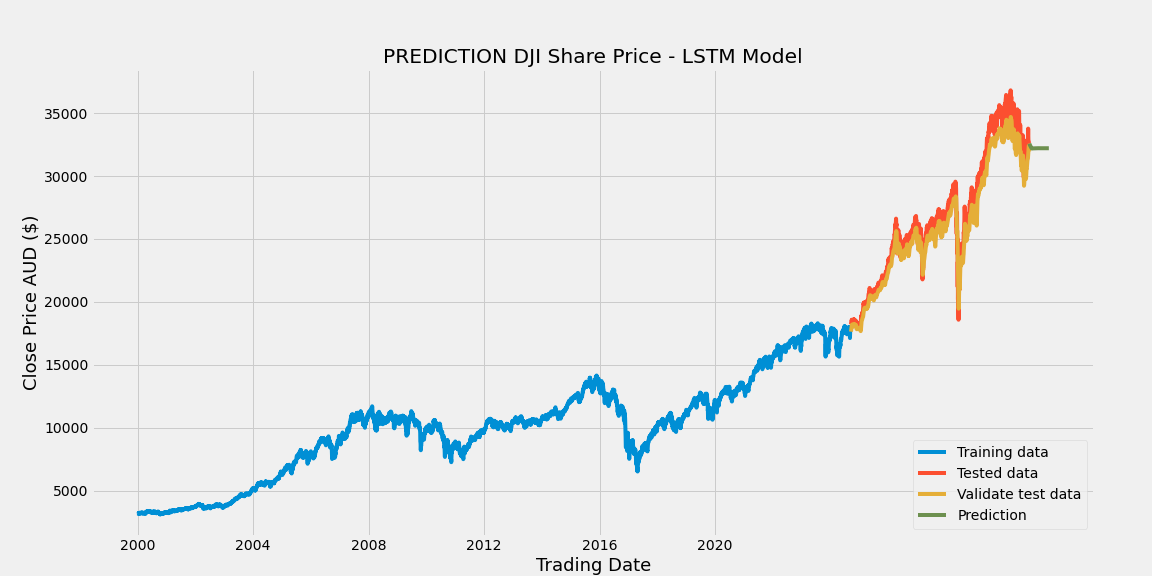 PREDICTION DJI Share Price - LSTM Model
Close Price AUD ($)
35000
30000
25000
20000
15000
10000
5000
2000 2004 2008 2012 2016 2020
Trading Date
Training data
Tested data
Validate test data
Prediction